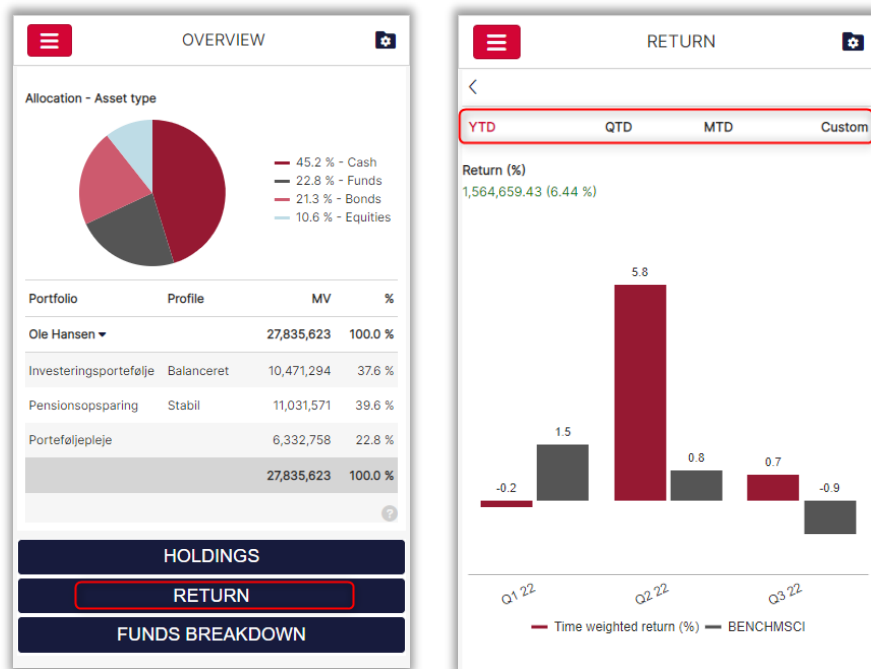 OVERVIEW
Allocation - Asset type
45.2 % - Cash
22.8 % - Funds
21.3 % - Bonds
10.6 % - Equities
Portfolio Profile MV %
Ole Hansen 27,835,623 100.0 %
Investeringsportefølje Balanceret 10,471,294 37.6 %
Pensionsopsparing Stabil 11,031,571 39.6 %
Porteføljepleje 6,332,758 22.8 %
27,835,623 100.0 %
?
HOLDINGS
RETURN
FUNDS BREAKDOWN
RETURN
YTD QTD MTD Custom
Return (%)
1,564,659.43 (6.44 %)
5.8
1.5
0.8
0.7
-0.2
-0.9
Q1 22 Q2 22 Q3 22
Time weighted return (%) BENCHMSCI